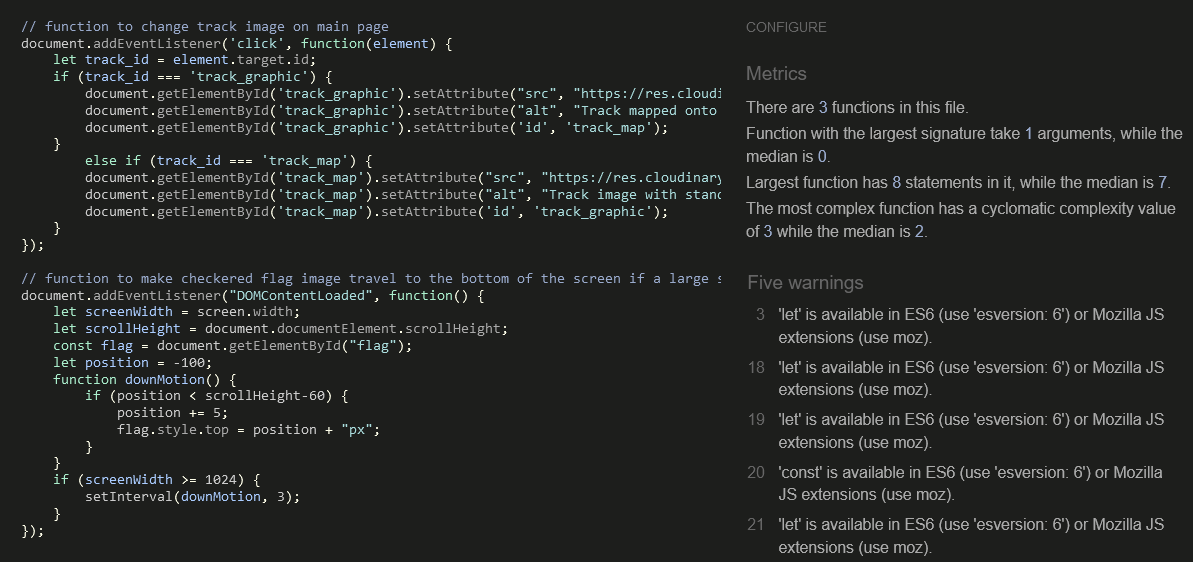 // function to change track image on main page
document.addEventListener('click', function(element) {
    let track_id = element.target.id;
    if (track_id === 'track_graphic') {
        document.getElementById('track_graphic').setAttribute("src", "https://res.cloudi
        document.getElementById('track_graphic').setAttribute("alt", "Track mapped onto
        document.getElementById('track_graphic').setAttribute('id', 'track_map');
    }
        else if (track_id === 'track_map') {
        document.getElementById('track_map').setAttribute("src", "https://res.cloudinary
        document.getElementById('track_map').setAttribute("alt", "Track image with stand
        document.getElementById('track_map').setAttribute('id', 'track_graphic');
    }
});
// function to make checkered flag image travel to the bottom of the screen if a large s
document.addEventListener("DOMContentLoaded", function() {
    let screenWidth = screen.width;
    let scrollHeight = document.documentElement.scrollHeight;
    const flag = document.getElementById("flag");
    let position = -100;
    function downMotion() {
        if (position < scrollHeight-60) {
            position += 5;
            flag.style.top = position + "px";
        }
    }
    if (screenWidth >= 1024) {
        setInterval(downMotion, 3);
    }
});
CONFIGURE
Metrics
There are 3 functions in this file.
Function with the largest signature take 1 arguments, while the
median is 0.
Largest function has 8 statements in it, while the median is 7.
The most complex function has a cyclomatic complexity value
of 3 while the median is 2.
Five warnings
3 'let' is available in ES6 (use 'esversion: 6') or Mozilla JS
extensions (use moz).
18 'let' is available in ES6 (use 'esversion: 6') or Mozilla JS
extensions (use moz).
19 'let' is available in ES6 (use 'esversion: 6') or Mozilla JS
extensions (use moz).
20 'const' is available in ES6 (use 'esversion: 6') or Mozilla
JS extensions (use moz).
21 'let' is available in ES6 (use 'esversion: 6') or Mozilla JS
extensions (use moz).